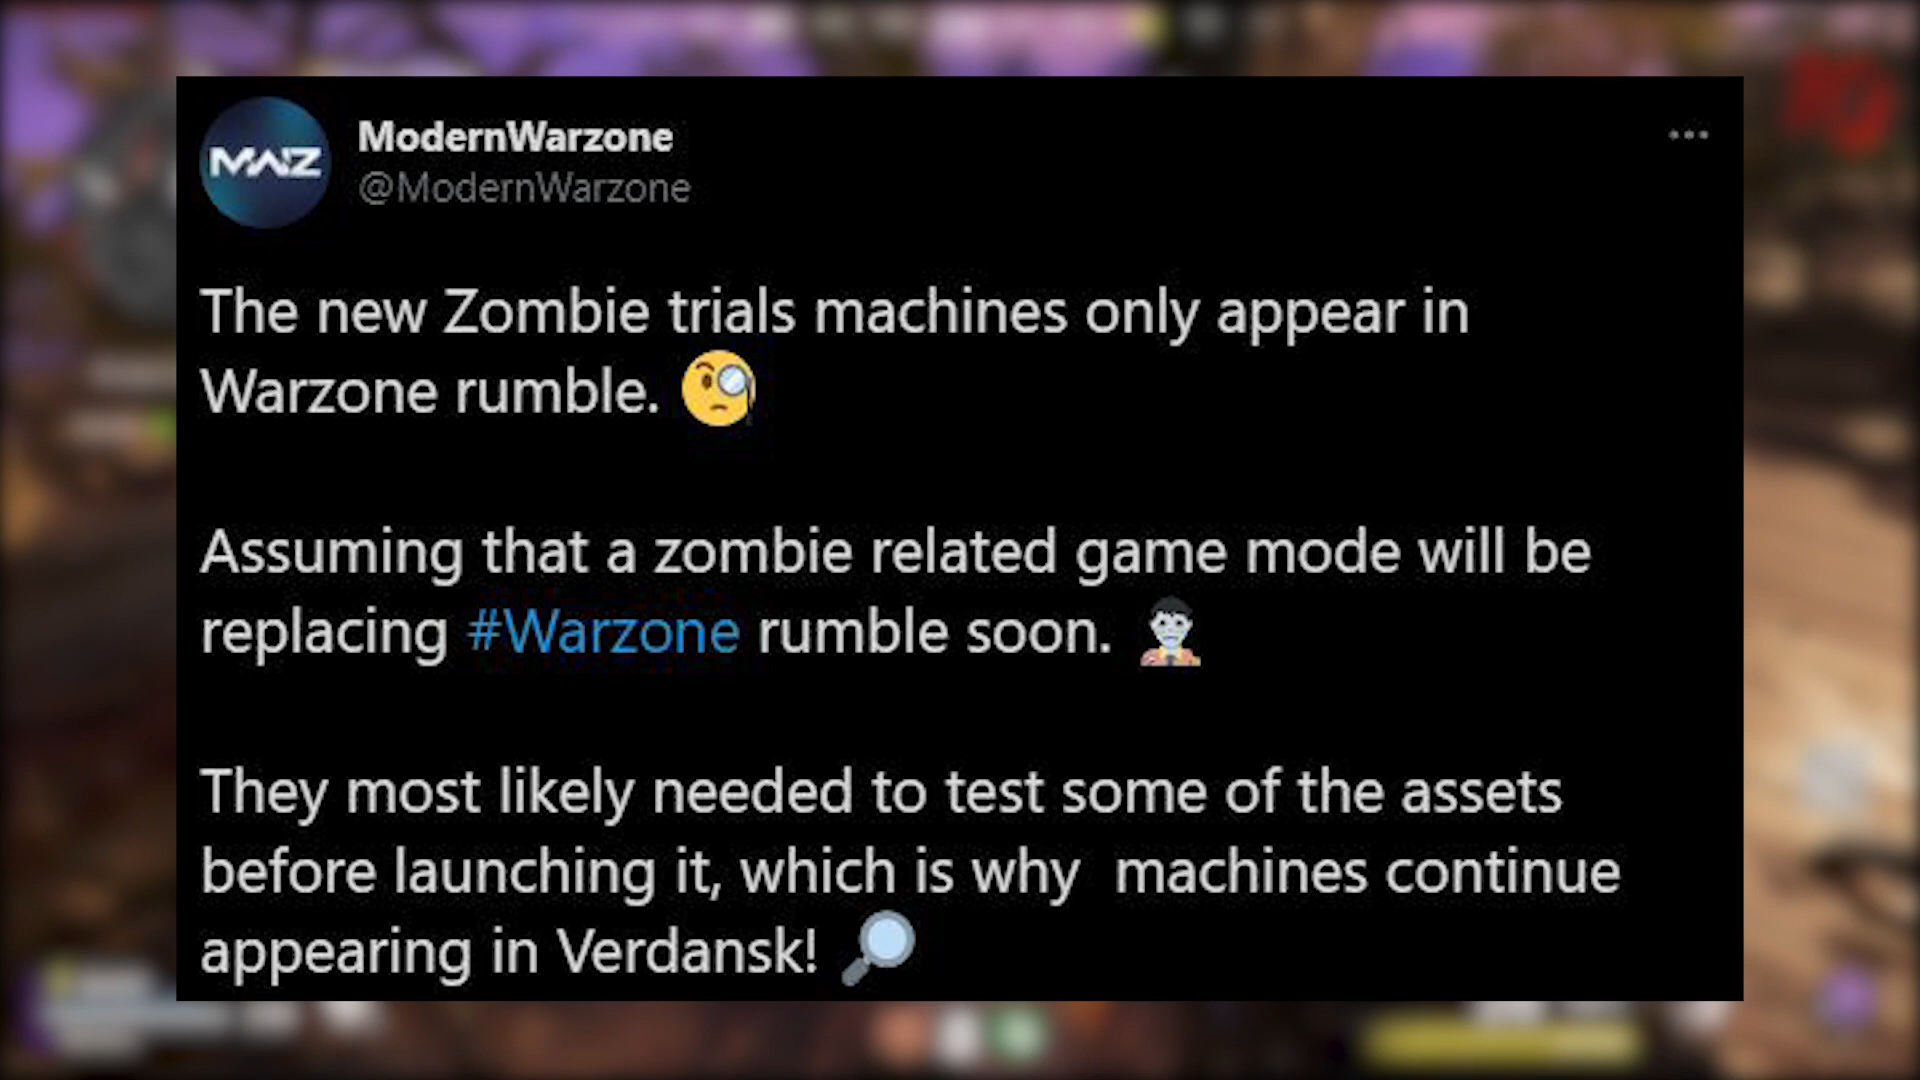 MWZ
ModernWarzone
@ModernWarzone
The new Zombie trials machines only appear in
Warzone rumble. 🧐
Assuming that a zombie related game mode will be
replacing #Warzone rumble soon. 🧟‍♂️
They most likely needed to test some of the assets
before launching it, which is why  machines continue
appearing in Verdansk! 🔎